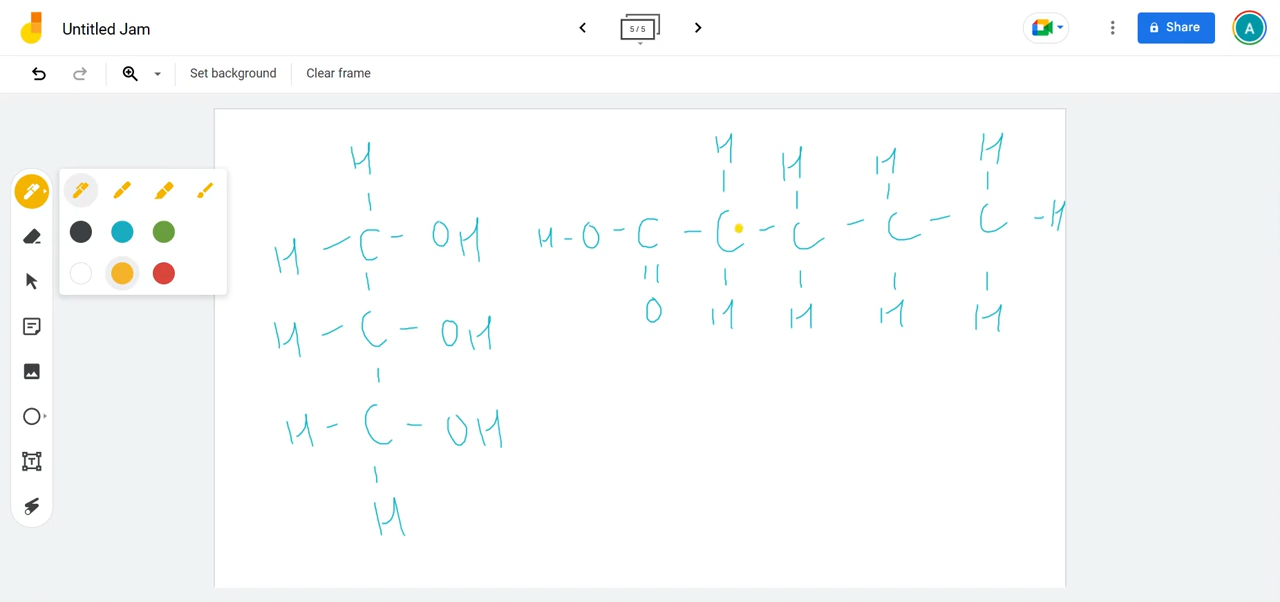 Untitled Jam
5 / 5
Share
A
Set background
Clear frame
H
H - C - OH
H - C - OH
H - C - OH
H
H H H H
H - O - C - C - C - C - C - H
O H H H H